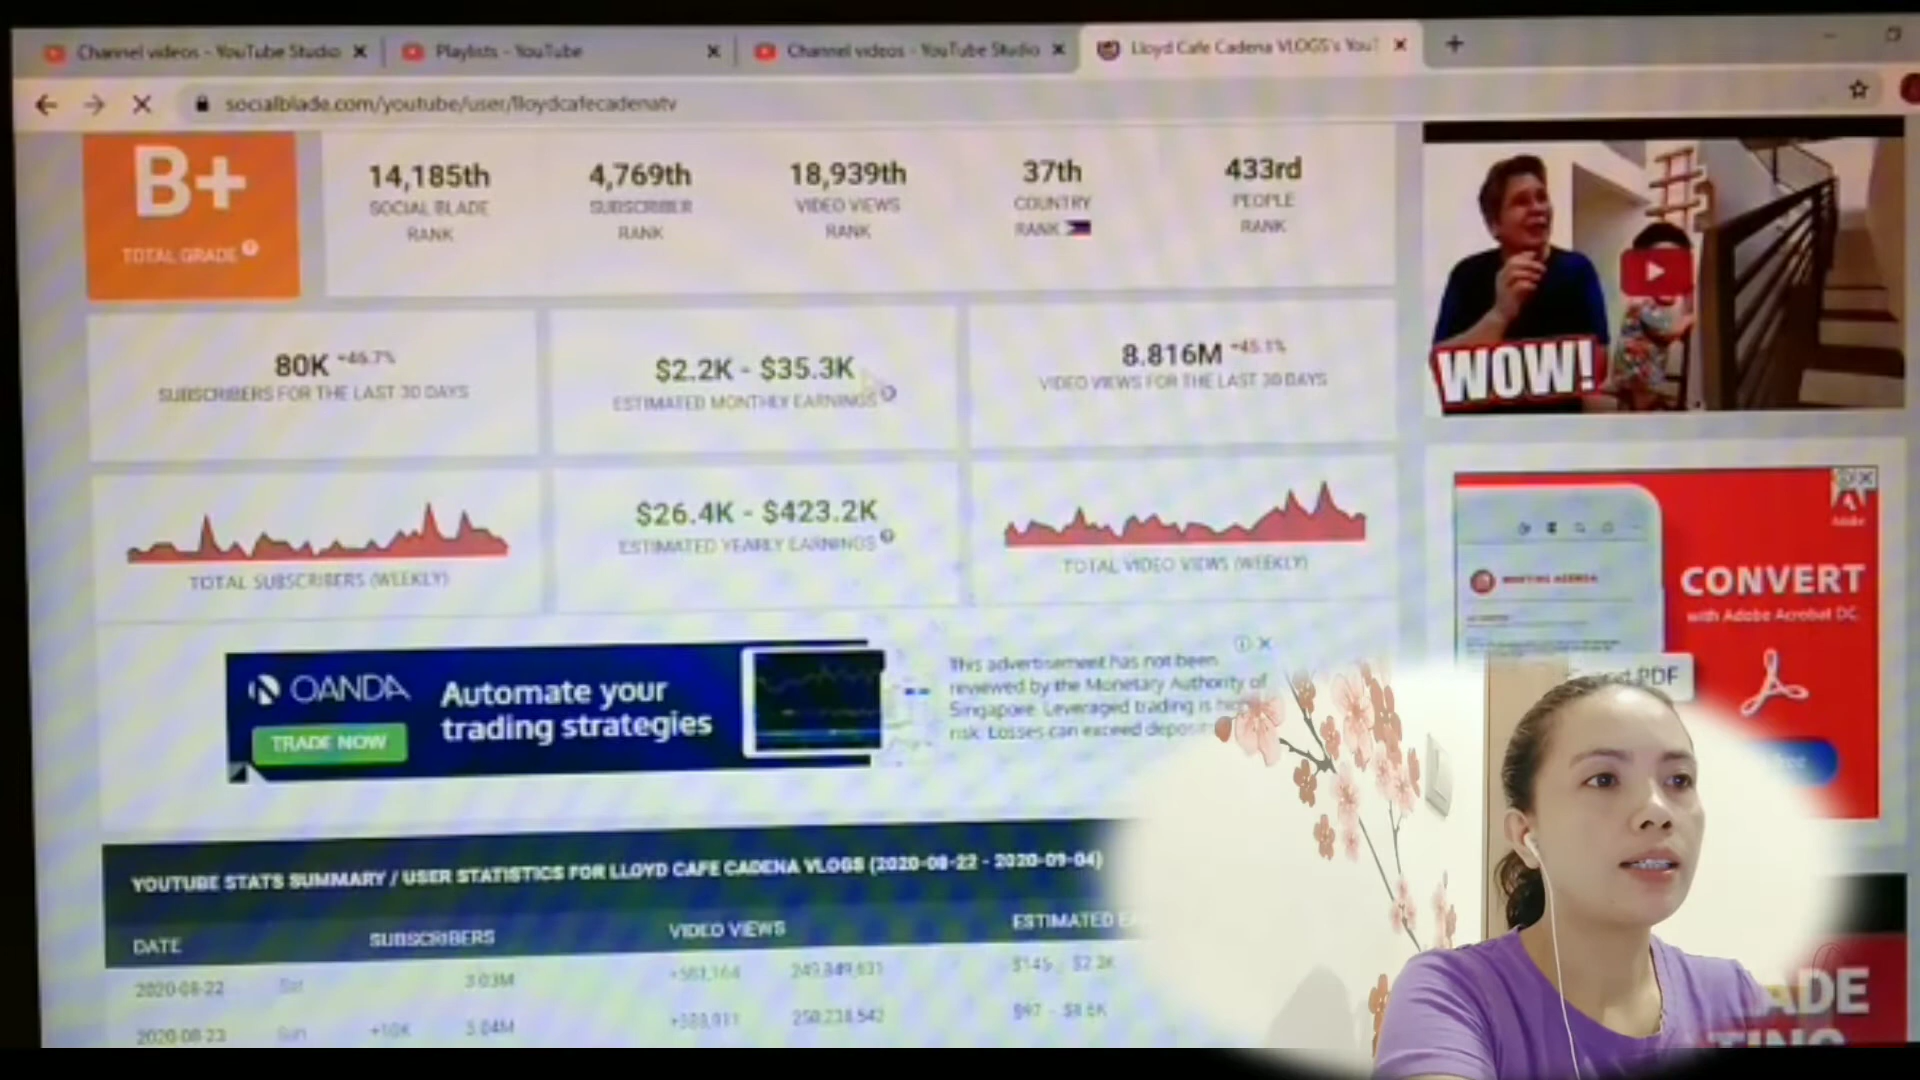 Channel videos - YouTube Studio
Playlists - YouTube
Channel videos - YouTube Studio
Lloyd Cafe Cadena VLOGS's You
socialblade.com/youtube/user/lloydcafecadenatv
B+
TOTAL GRADE
14,185th
SOCIAL BLADE
RANK
4,769th
SUBSCRIBER
RANK
18,939th
VIDEO VIEWS
RANK
37th
COUNTRY
RANK
433rd
PEOPLE
RANK
WOW!
80K
SUBSCRIBERS FOR THE LAST 30 DAYS
$2.2K - $35.3K
ESTIMATED MONTHLY EARNINGS
8.816M
VIDEO VIEWS FOR THE LAST 30 DAYS
TOTAL SUBSCRIBERS (WEEKLY)
$26.4K - $423.2K
ESTIMATED YEARLY EARNINGS
TOTAL VIDEO VIEWS (WEEKLY)
Adobe
MEETING AGENDA
CONVERT
with Adobe Acrobat DC.
PDF
OANDA
TRADE NOW
Automate your
trading strategies
This advertisement has not been
reviewed by the Monetary Authority of
Singapore. Leveraged trading is
risk. Losses can exceed
YOUTUBE STATS SUMMARY / USER STATISTICS FOR LLOYD CAFE CADENA VLOGS (2020-08-22 - 2020-09-04)
DATE
SUBSCRIBERS
VIDEO VIEWS
ESTIMATED
2020-08-22 Sat 3.03M
2020-08-23 Sun +10K 3.04M